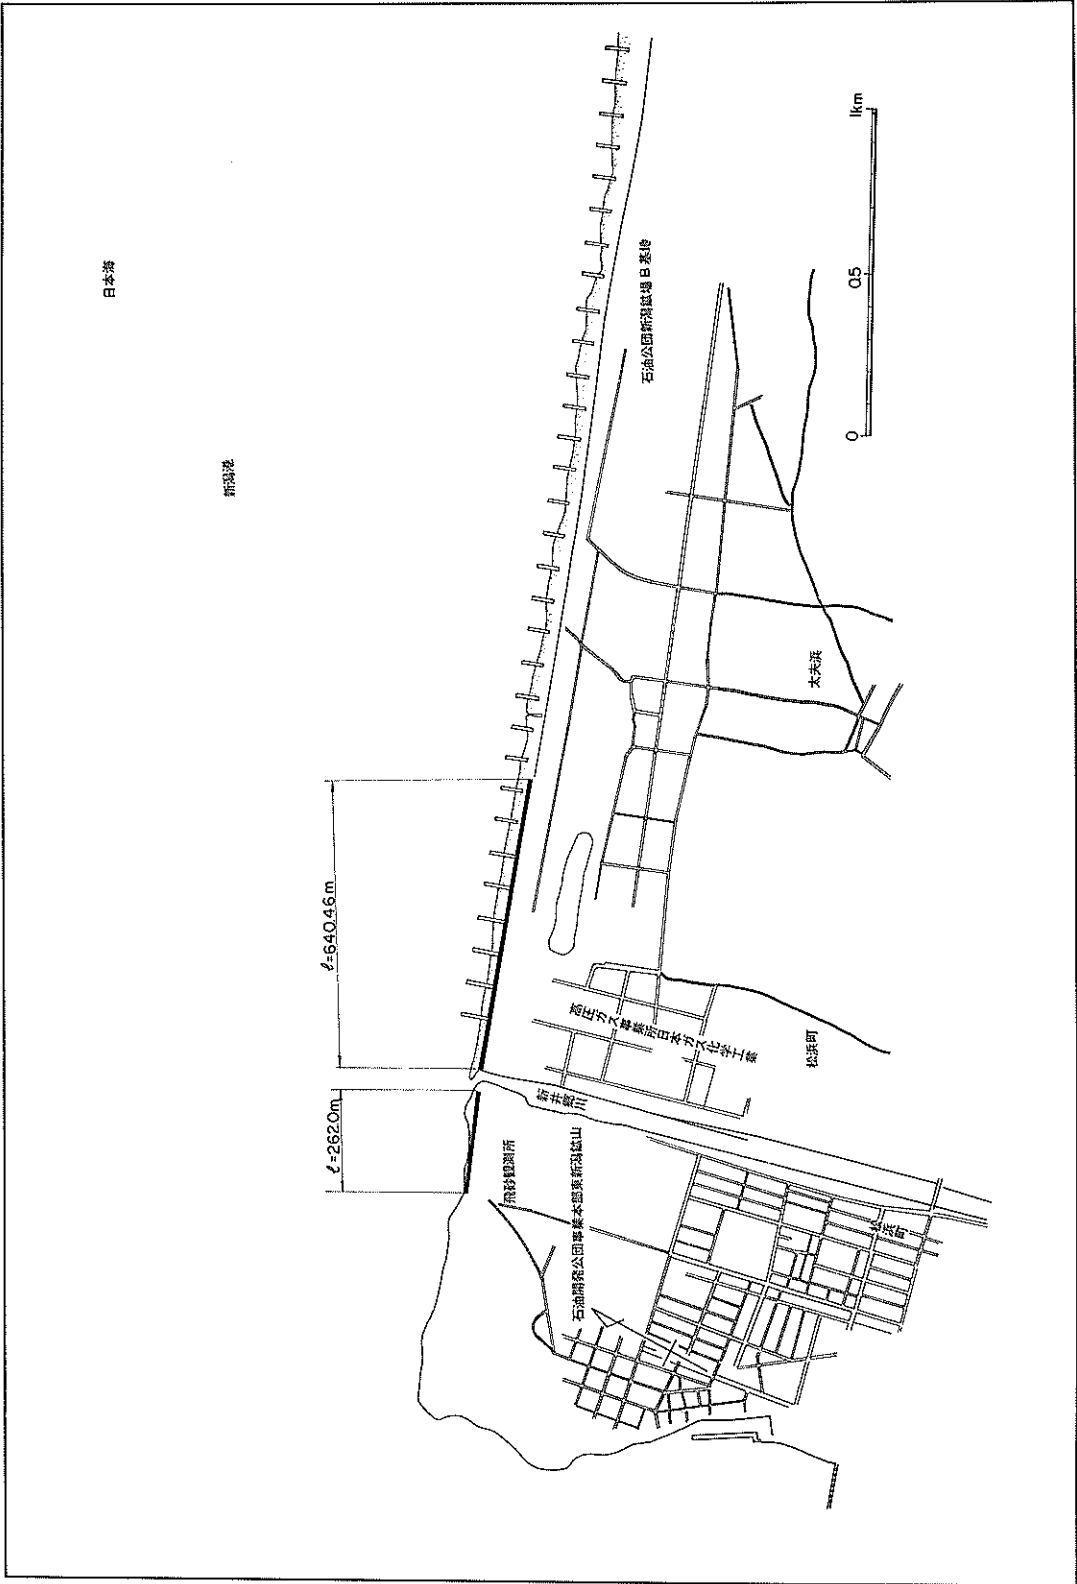 日本海
新潟港
ℓ=262.0m
ℓ=640.46m
飛砂観測所
石油開発公団事業本部東新潟鉱山
新井郷川
高圧ガス事業所日本ガス化学工業
松浜町
松浜町
太夫浜
石油公団新潟鉱場B基地
0
0.5
1km